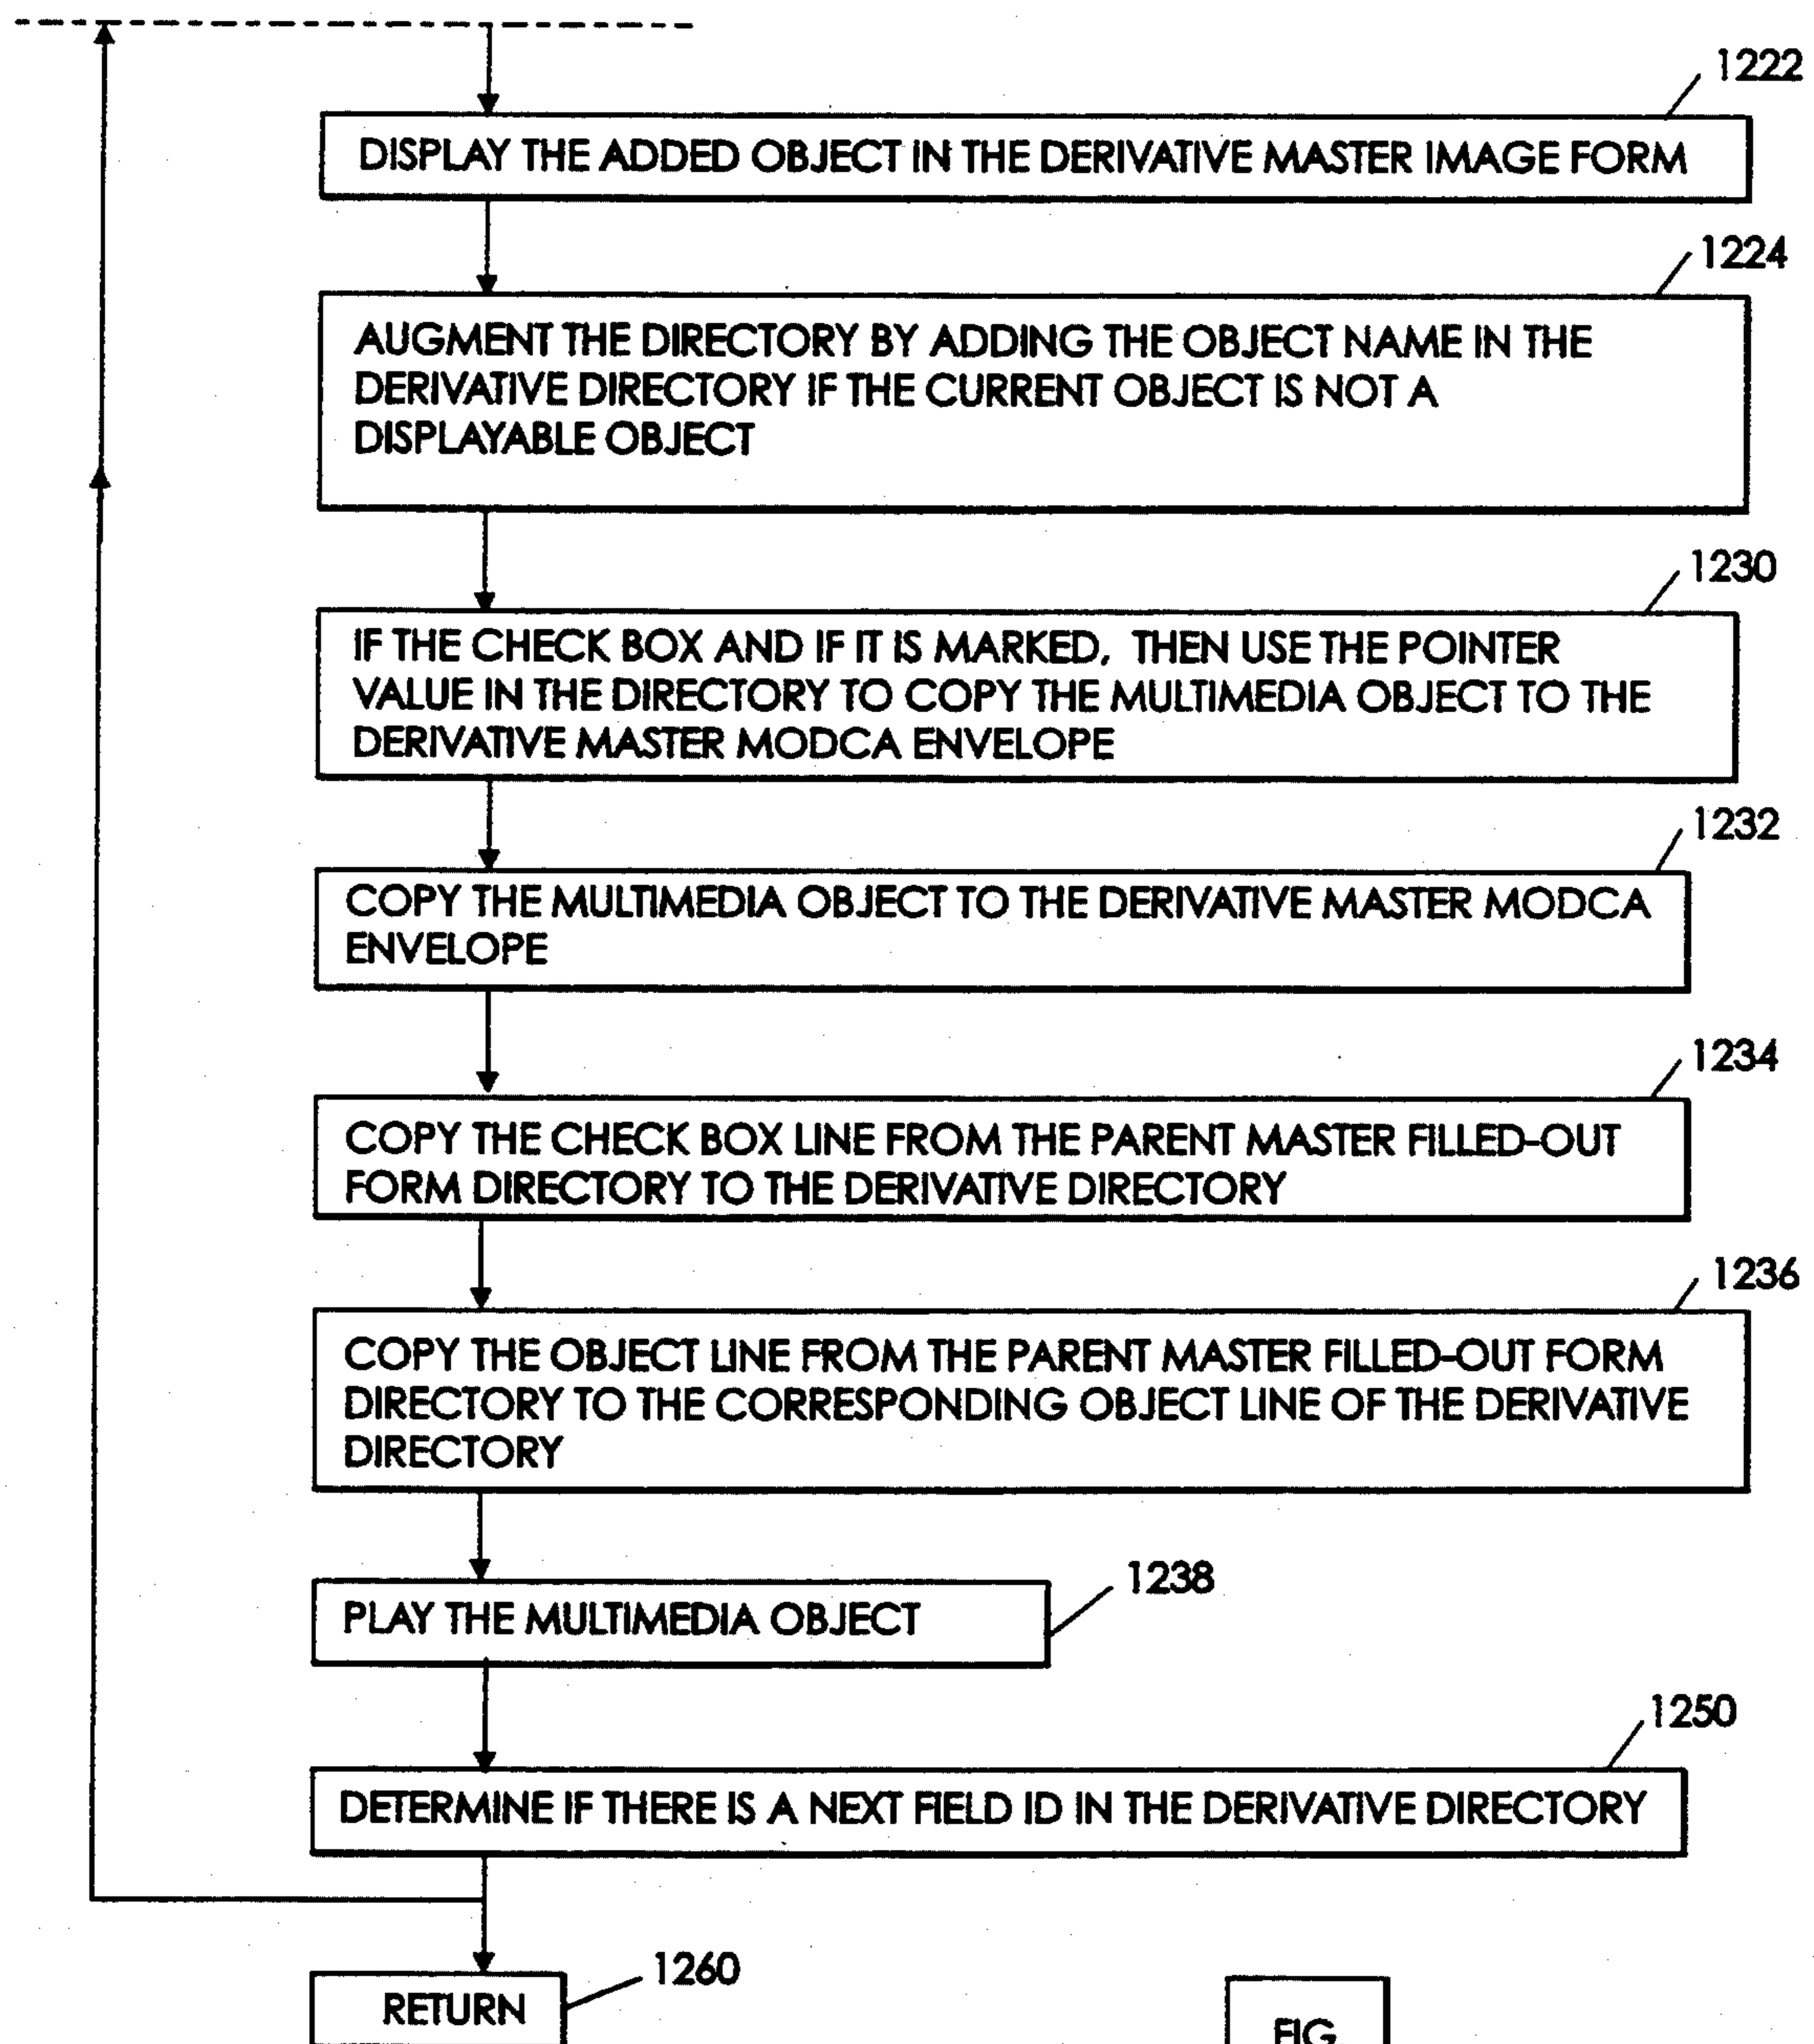 1222
DISPLAY THE ADDED OBJECT IN THE DERIVATIVE MASTER IMAGE FORM
1224
AUGMENT THE DIRECTORY BY ADDING THE OBJECT NAME IN THE
DERIVATIVE DIRECTORY IF THE CURRENT OBJECT IS NOT A
DISPLAYABLE OBJECT
1230
IF THE CHECK BOX AND IF IT IS MARKED, THEN USE THE POINTER
VALUE IN THE DIRECTORY TO COPY THE MULTIMEDIA OBJECT TO THE
DERIVATIVE MASTER MODCA ENVELOPE
1232
COPY THE MULTIMEDIA OBJECT TO THE DERIVATIVE MASTER MODCA
ENVELOPE
1234
COPY THE CHECK BOX LINE FROM THE PARENT MASTER FILLED-OUT
FORM DIRECTORY TO THE DERIVATIVE DIRECTORY
1236
COPY THE OBJECT LINE FROM THE PARENT MASTER FILLED-OUT FORM
DIRECTORY TO THE CORRESPONDING OBJECT LINE OF THE DERIVATIVE
DIRECTORY
1238
PLAY THE MULTIMEDIA OBJECT
1250
DETERMINE IF THERE IS A NEXT FIELD ID IN THE DERIVATIVE DIRECTORY
1260
RETURN
FIG